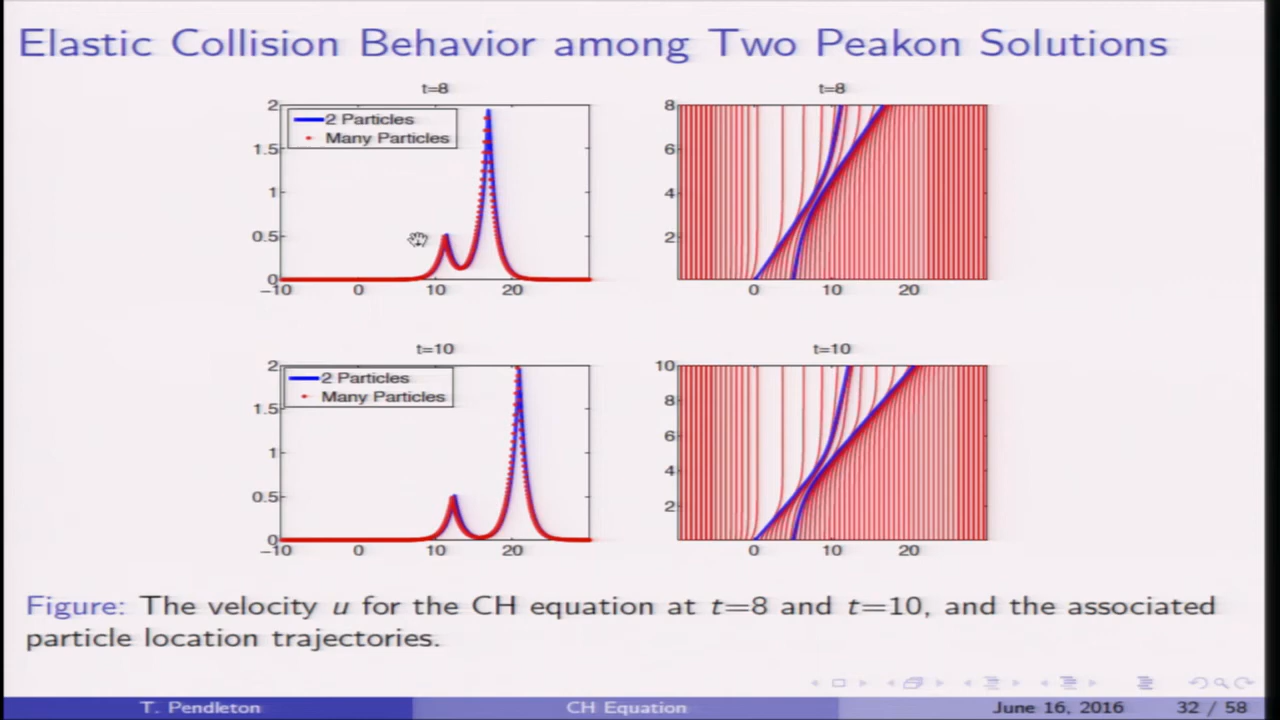 Elastic Collision Behavior among Two Peakon Solutions
t=8
2
1.5
1
0.5
0
−10
0
10
20
2 Particles
Many Particles
t=8
8
6
4
2
0
10
20
t=10
2
1.5
1
0.5
0
−10
0
10
20
2 Particles
Many Particles
t=10
10
8
6
4
2
0
10
20
Figure: The velocity u for the CH equation at t=8 and t=10, and the associated
particle location trajectories.
T. Pendleton
CH Equation
June 16, 2016
32 / 58